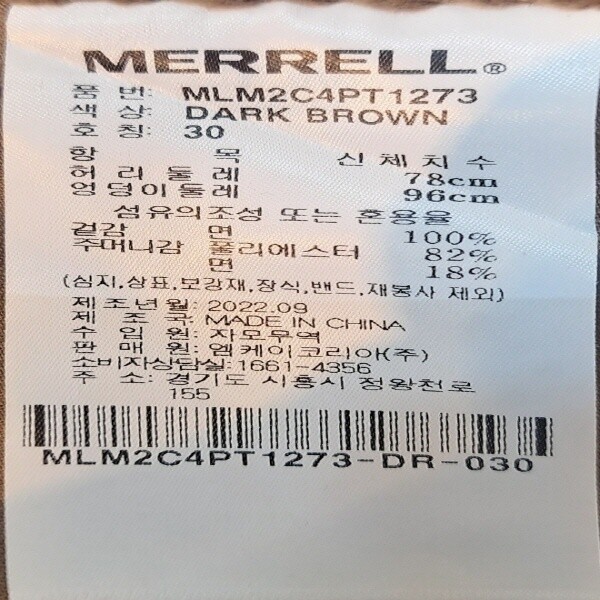 MERRELL®
품 번: MLM2C4PT1273
색 상: DARK BROWN
호 칭: 30
항 목 신체치수
허리둘레 78cm
엉덩이둘레 96cm
섬유의조성 또는 혼용율
겉감 면 100%
주머니감 폴리에스터 82%
면 18%
(심지,상표,보강재,장식,밴드,재봉사 제외)
제조년월: 2022.09
제 조 국: MADE IN CHINA
수 입 원: 자모무역
판 매 원: 엠케이코리아(주)
소비자상담실:1661-4356
주 소: 경기도 시흥시 정왕천로
155
MLM2C4PT1273-DR-030